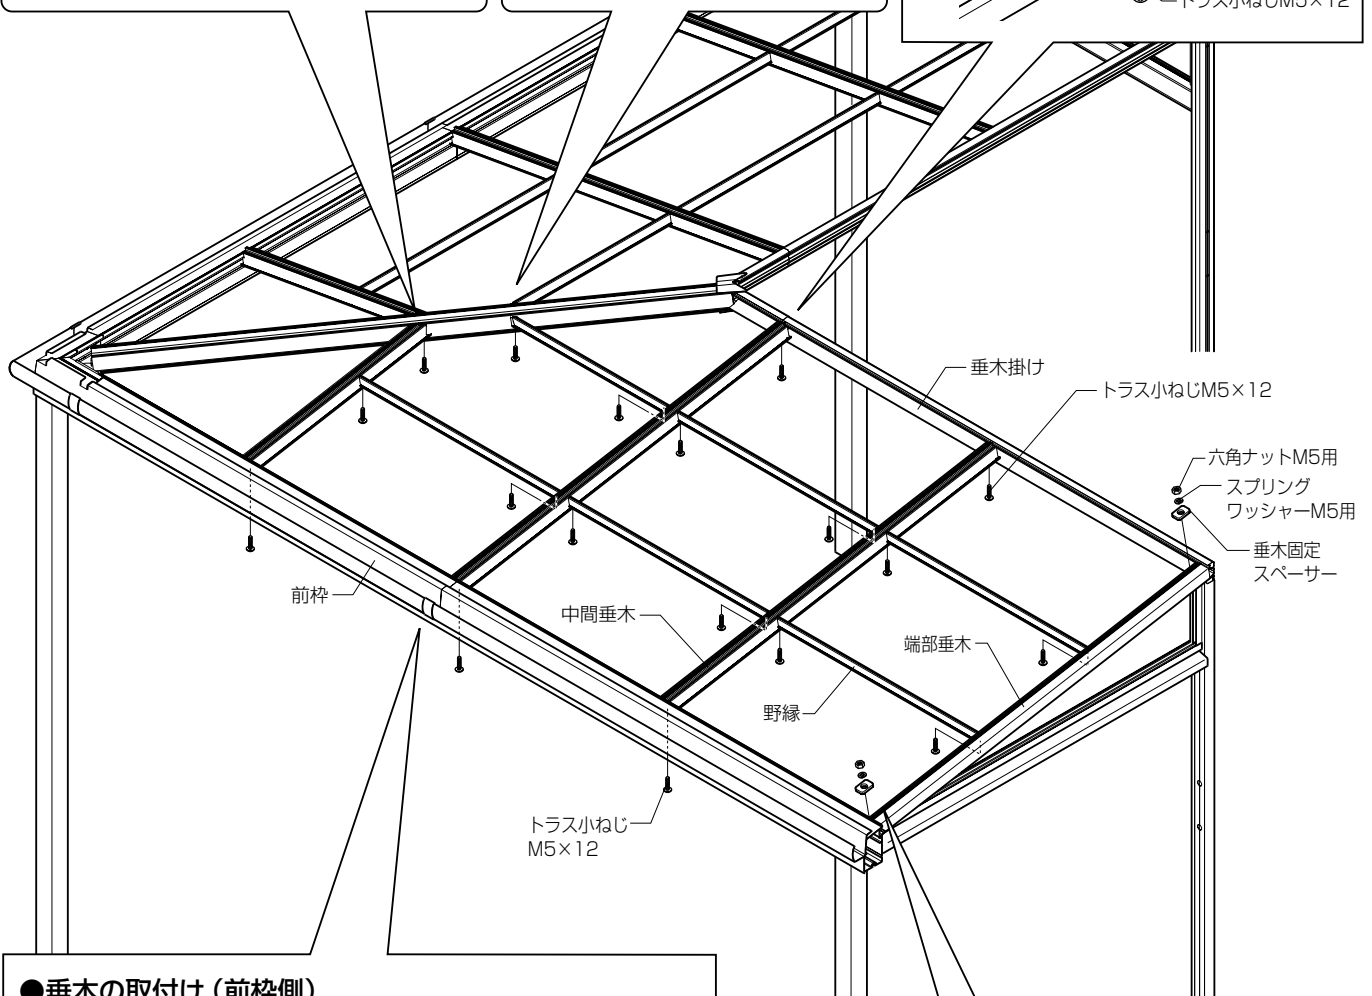 トラス小ねじM5×12
垂木掛け
トラス小ねじM5×12
六角ナットM5用
スプリング
ワッシャーM5用
垂木固定
スペーサー
前枠
中間垂木
端部垂木
野縁
トラス小ねじ
M5×12
●垂木の取付け（前枠側）